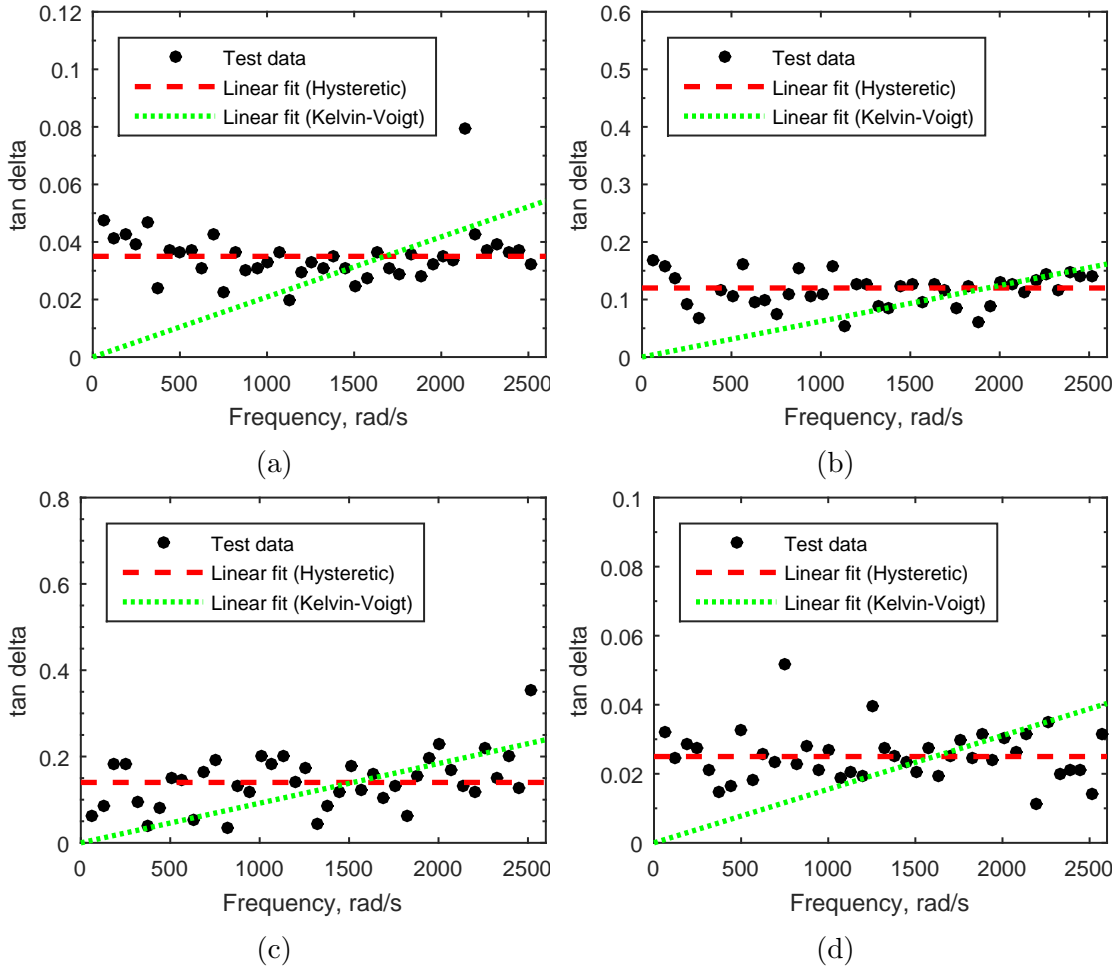 0.12
0.1
0.08
0.06
0.04
0.02
0
tan delta
Test data
Linear fit (Hysteretic)
Linear fit (Kelvin-Voigt)
0 500 1000 1500 2000 2500
Frequency, rad/s
(a)
0.6
0.5
0.4
0.3
0.2
0.1
0
tan delta
Test data
Linear fit (Hysteretic)
Linear fit (Kelvin-Voigt)
0 500 1000 1500 2000 2500
Frequency, rad/s
(b)
0.8
0.6
0.4
0.2
0
tan delta
Test data
Linear fit (Hysteretic)
Linear fit (Kelvin-Voigt)
0 500 1000 1500 2000 2500
Frequency, rad/s
(c)
0.1
0.08
0.06
0.04
0.02
0
tan delta
Test data
Linear fit (Hysteretic)
Linear fit (Kelvin-Voigt)
0 500 1000 1500 2000 2500
Frequency, rad/s
(d)